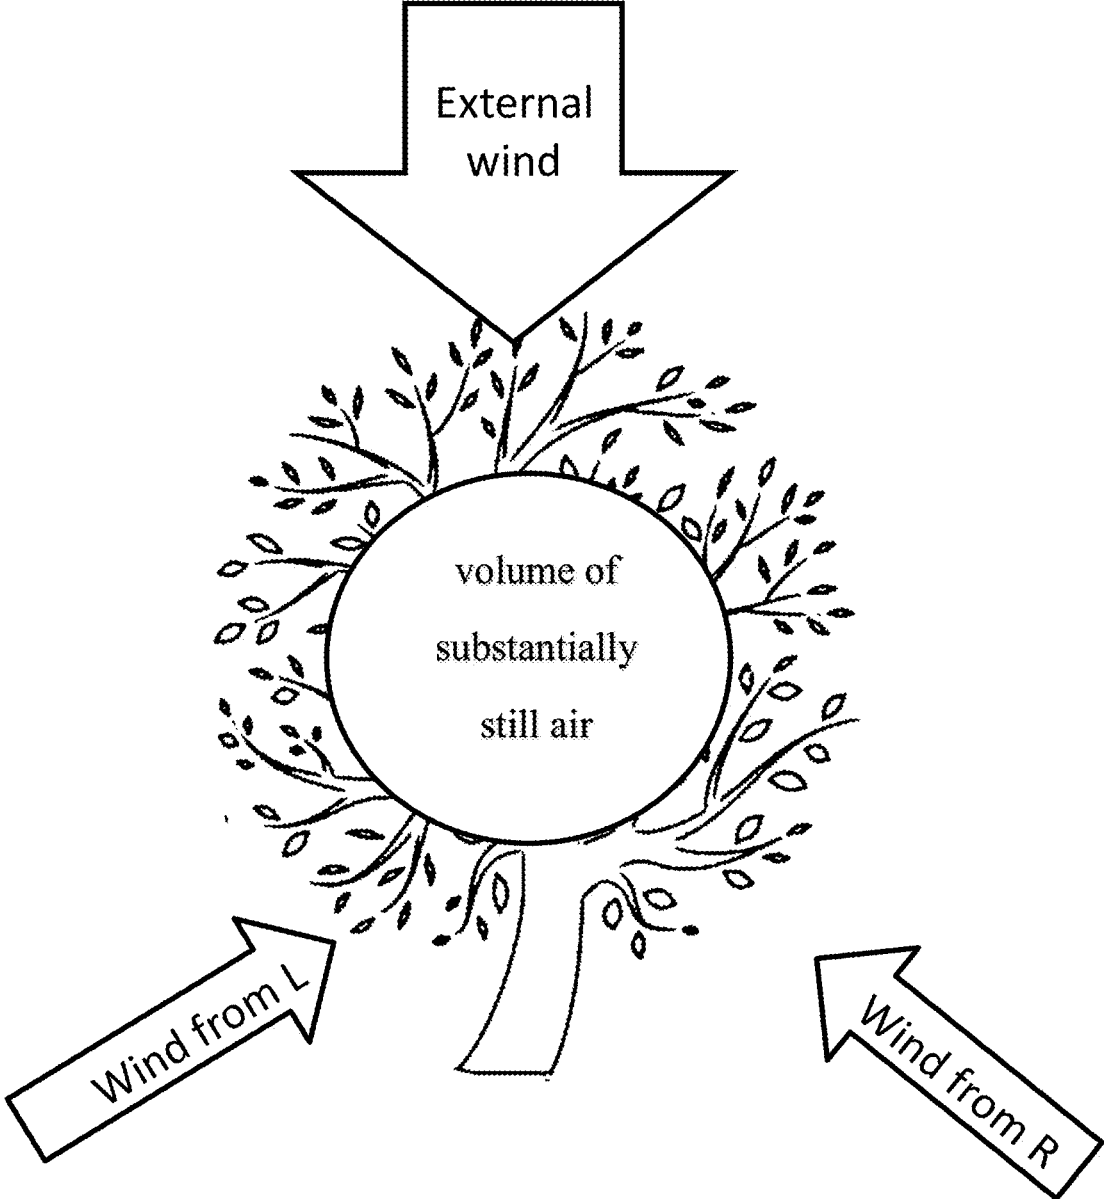 External
wind
volume of
substantially
still air
Wind from L
Wind from R